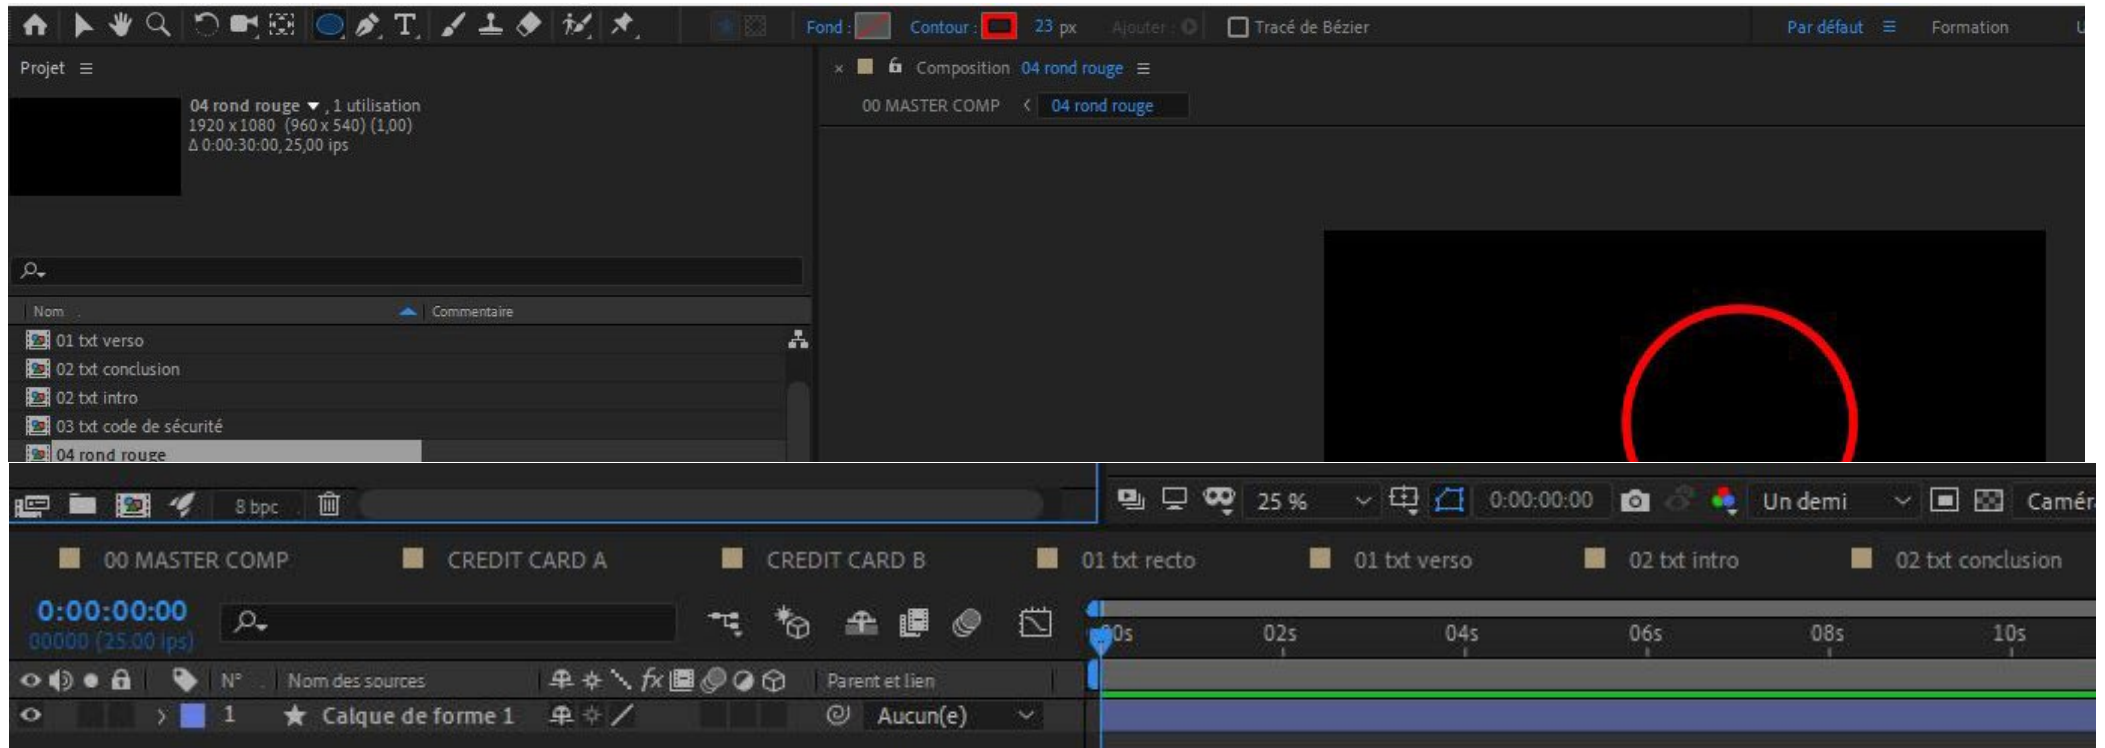 T
Fond :
Contour :
23 px
Ajouter :
Tracé de Bézier
Par défaut
Formation
Projet
× Composition 04 rond rouge
04 rond rouge , 1 utilisation
1920 x 1080 (960 x 540) (1,00)
Δ 0:00:30:00, 25,00 ips
00 MASTER COMP < 04 rond rouge
Nom
Commentaire
01 txt verso
02 txt conclusion
02 txt intro
03 txt code de sécurité
04 rond rouge
8 bpc
25 %
0:00:00:00
Un demi
Camér
00 MASTER COMP
CREDIT CARD A
CREDIT CARD B
01 txt recto
01 txt verso
02 txt intro
02 txt conclusion
0:00:00:00
00000 (25.00 ips)
00s 02s 04s 06s 08s 10s
N° . Nom des sources fx Parent et lien
1 Calque de forme 1 Aucun(e)